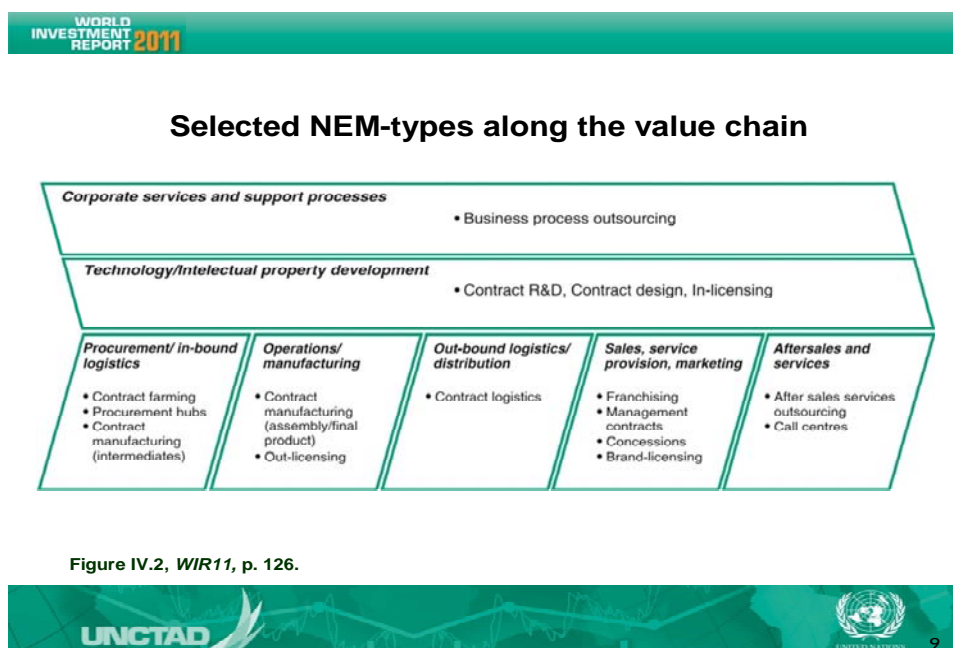 WORLD
INVESTMENT
REPORT 2011
Selected NEM-types along the value chain
Corporate services and support processes
• Business process outsourcing
Technology/Intelectual property development
• Contract R&D, Contract design, In-licensing
Procurement/ in-bound
logistics
• Contract farming
• Procurement hubs
• Contract
manufacturing
(intermediates)
Operations/
manufacturing
• Contract
manufacturing
(assembly/final
product)
• Out-licensing
Out-bound logistics/
distribution
• Contract logistics
Sales, service
provision, marketing
• Franchising
• Management
contracts
• Concessions
• Brand-licensing
Aftersales and
services
• After sales services
outsourcing
• Call centres
Figure IV.2, WIR11, p. 126.
UNCTAD
UNITED NATIONS
9